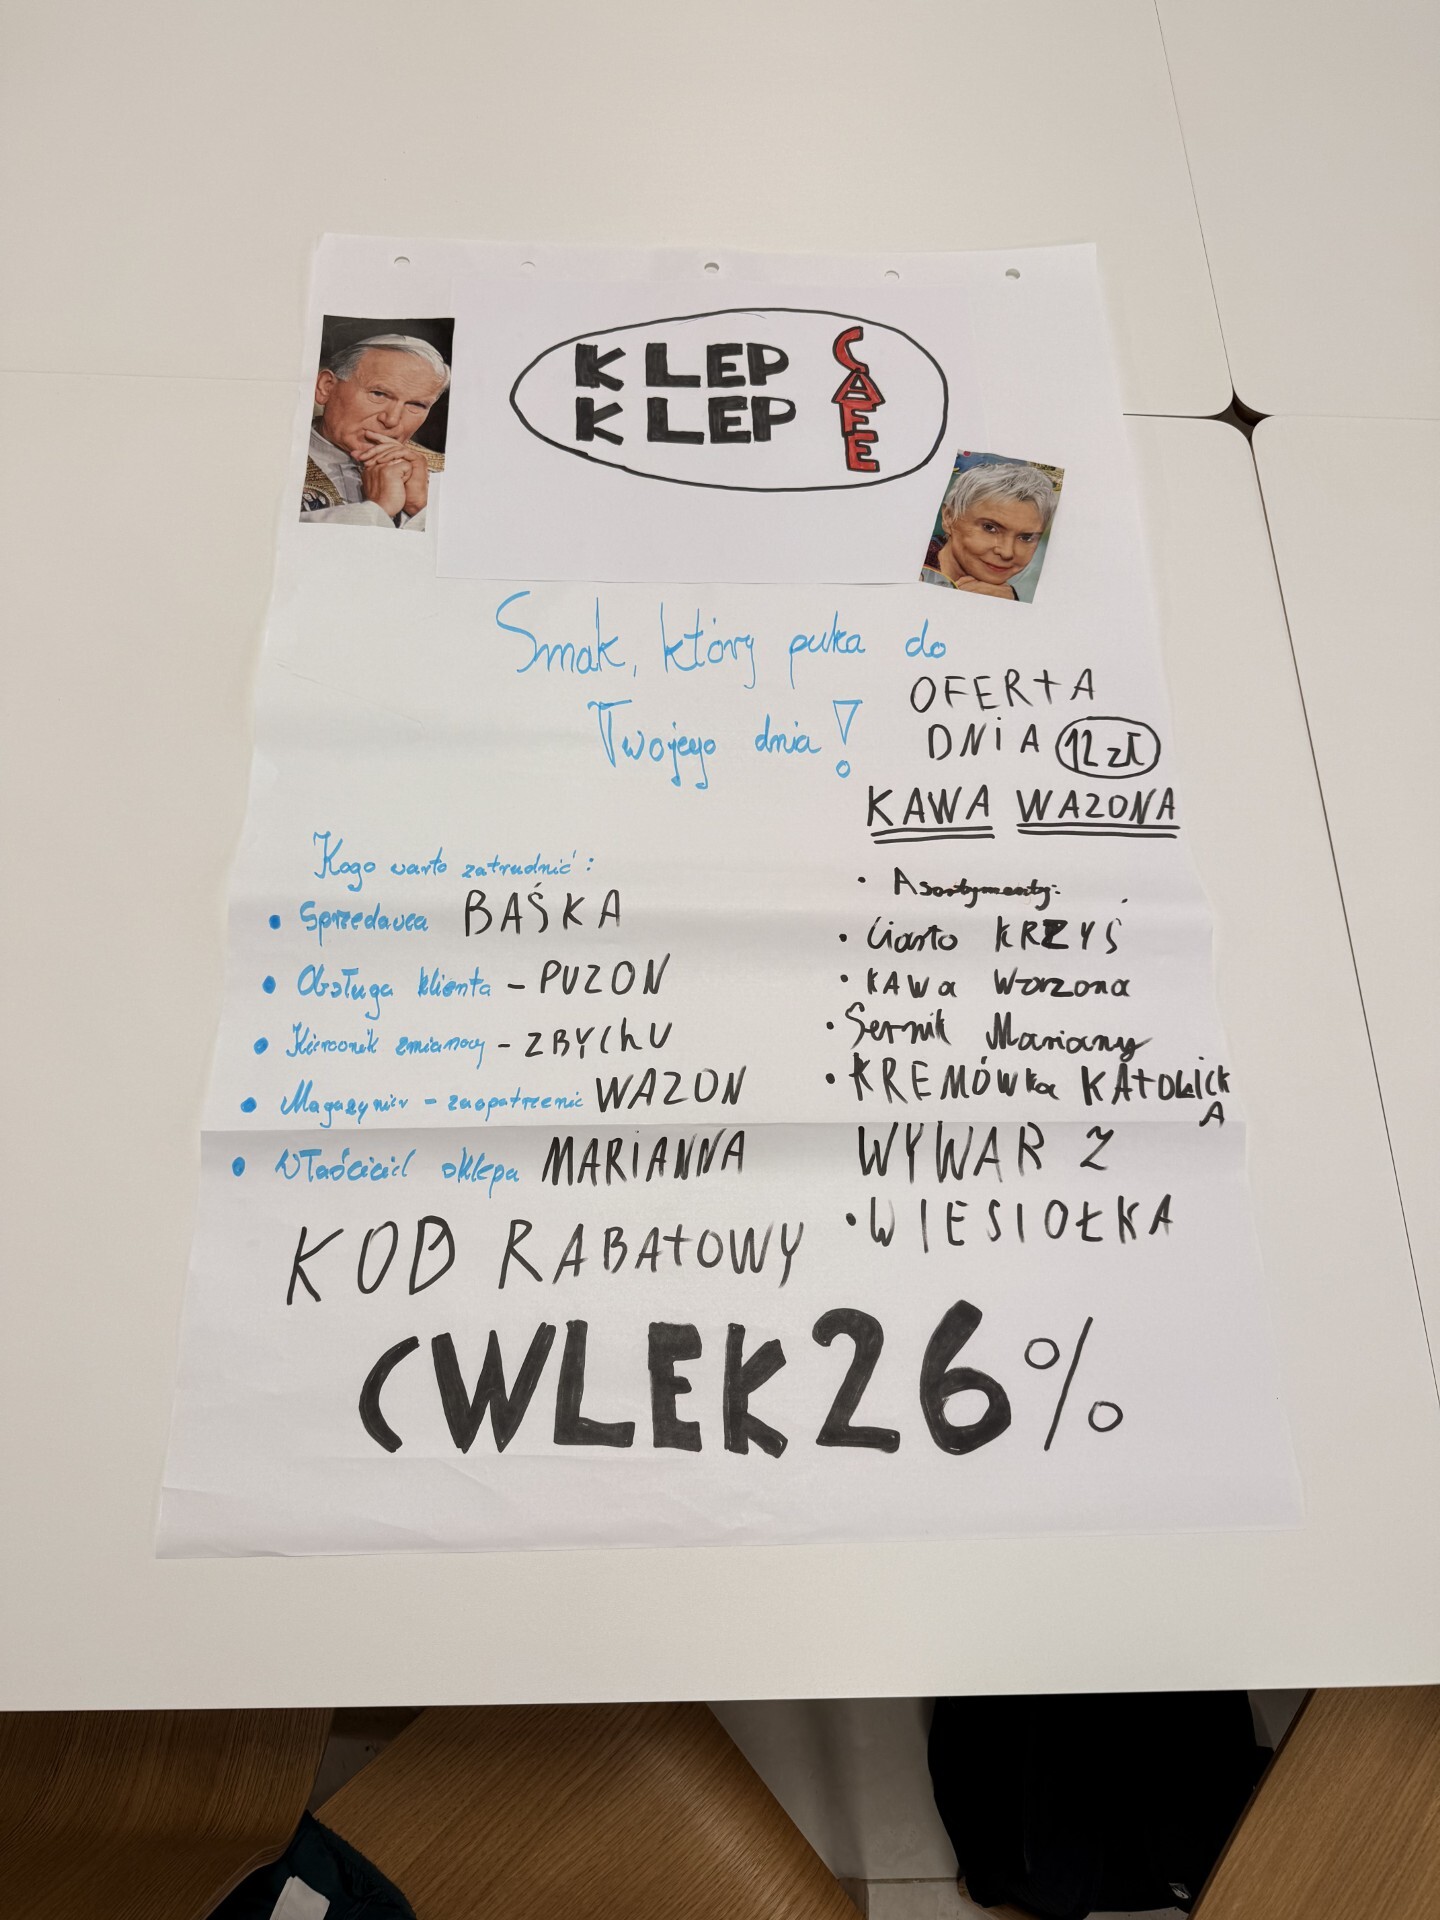 KLEP
KLEP
CAFE
Smak, który puka do
Twojego dnia!
OFERTA
DNIA 12 zł
KAWA WAZONA
Kogo warto zatrudnić:
• Sprzedawca BAŚKA
• Obsługa klienta - PUZON
• Kierownik zmianowy - ZBYCHU
• Magazynier - zaopatrzenie WAZON
• Właściciel sklepu MARIANNA
• Asortymenty:
• Ciasto KRZYŚ
• KAWA Wazona
• Sernik Marianny
• KREMÓWka KATOLICK
A
WYWAR Z
• WIESIOŁKA
KOD RABATOWY
CWLEK26%